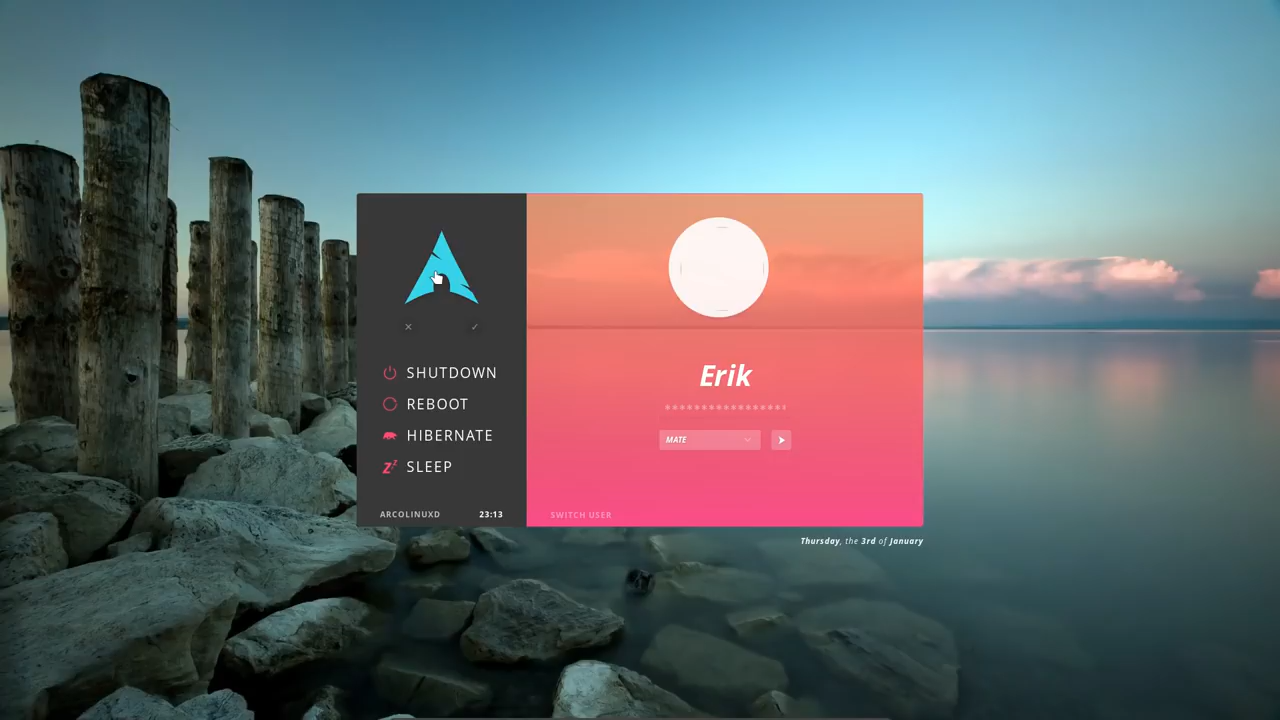 SHUTDOWN
REBOOT
HIBERNATE
SLEEP
ARCOLINUXD 23:13
Erik
MATE
SWITCH USER
Thursday, the 3rd of January